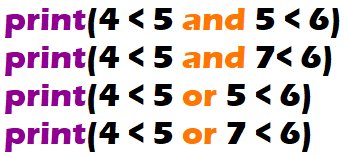 print(4 < 5 and 5 < 6)
print(4 < 5 and 7< 6)
print(4 < 5 or 5 < 6)
print(4 < 5 or 7 < 6)